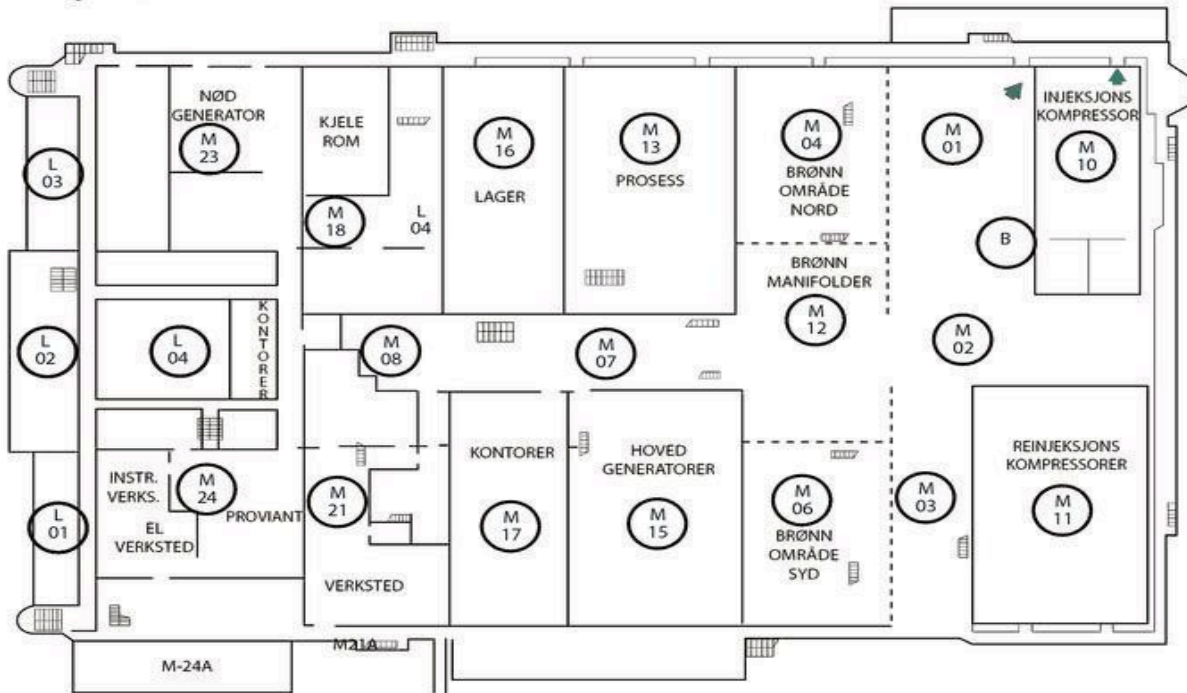 NØD
GENERATOR
M
23
KJELE
ROM
M
18
L
04
M
16
LAGER
M
13
PROSESS
M
04
BRØNN
OMRÅDE
NORD
M
01
INJEKSJONS
KOMPRESSOR
M
10
B
L
03
L
02
L
01
L
04
KONTORER
M
08
M
07
BRØNN
MANIFOLDER
M
12
M
02
INSTR.
VERKS.
M
24
EL
VERKSTED
PROVIANT
M
21
VERKSTED
KONTORER
M
17
HOVED
GENERATORER
M
15
M
06
BRØNN
OMRÅDE
SYD
M
03
REINJEKSJONS
KOMPRESSORER
M
11
M21A
M-24A